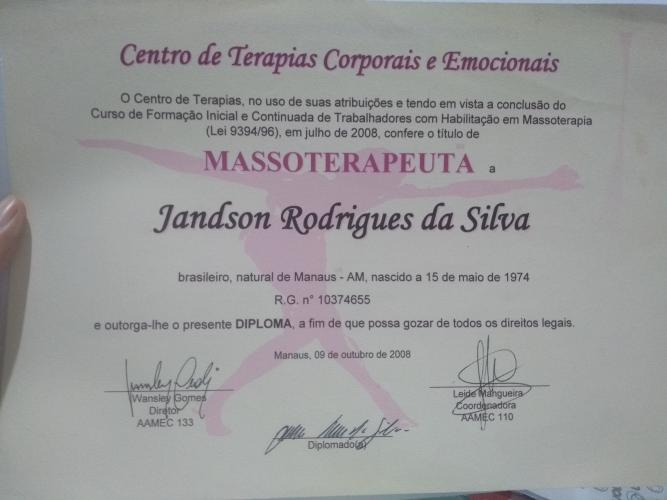 Centro de Terapias Corporais e Emocionais
O Centro de Terapias, no uso de suas atribuições e tendo em vista a conclusão do
Curso de Formação Inicial e Continuada de Trabalhadores com Habilitação em Massoterapia
(Lei 9394/96), em julho de 2008, confere o título de
MASSOTERAPEUTA a
Jandson Rodrigues da Silva
brasileiro, natural de Manaus - AM, nascido a 15 de maio de 1974
R.G. n° 10374655
e outorga-lhe o presente DIPLOMA, a fim de que possa gozar de todos os direitos legais.
Manaus, 09 de outubro de 2008
Wansley Gomes
Diretor
AAMEC 133
Leide Mangueira
Coordenadora
AAMEC 110
Diplomado(a)